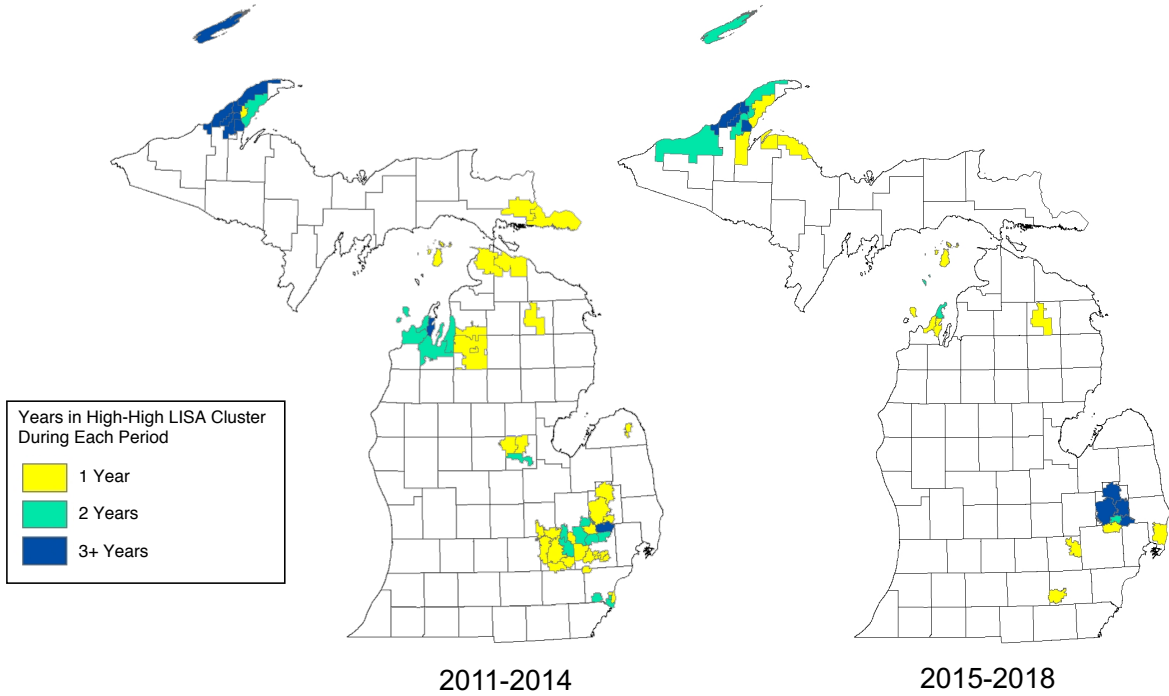 Years in High-High LISA Cluster
During Each Period
1 Year
2 Years
3+ Years
2011-2014
2015-2018